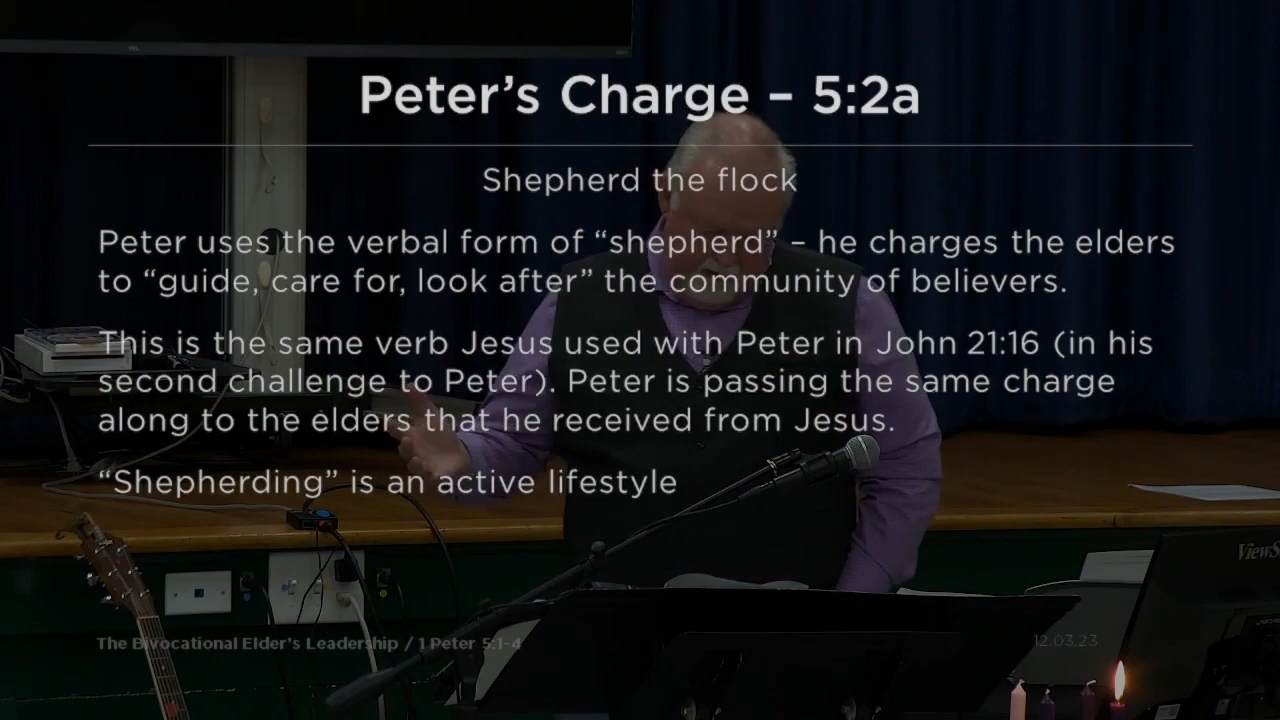 Peter’s Charge – 5:2a
Shepherd the flock
Peter uses the verbal form of “shepherd” – he charges the elders
to “guide, care for, look after” the community of believers.
This is the same verb Jesus used with Peter in John 21:16 (in his
second challenge to Peter). Peter is passing the same charge
along to the elders that he received from Jesus.
“Shepherding” is an active lifestyle
The Bivocational Elder’s Leadership / 1 Peter 5:1-4
12.03.23